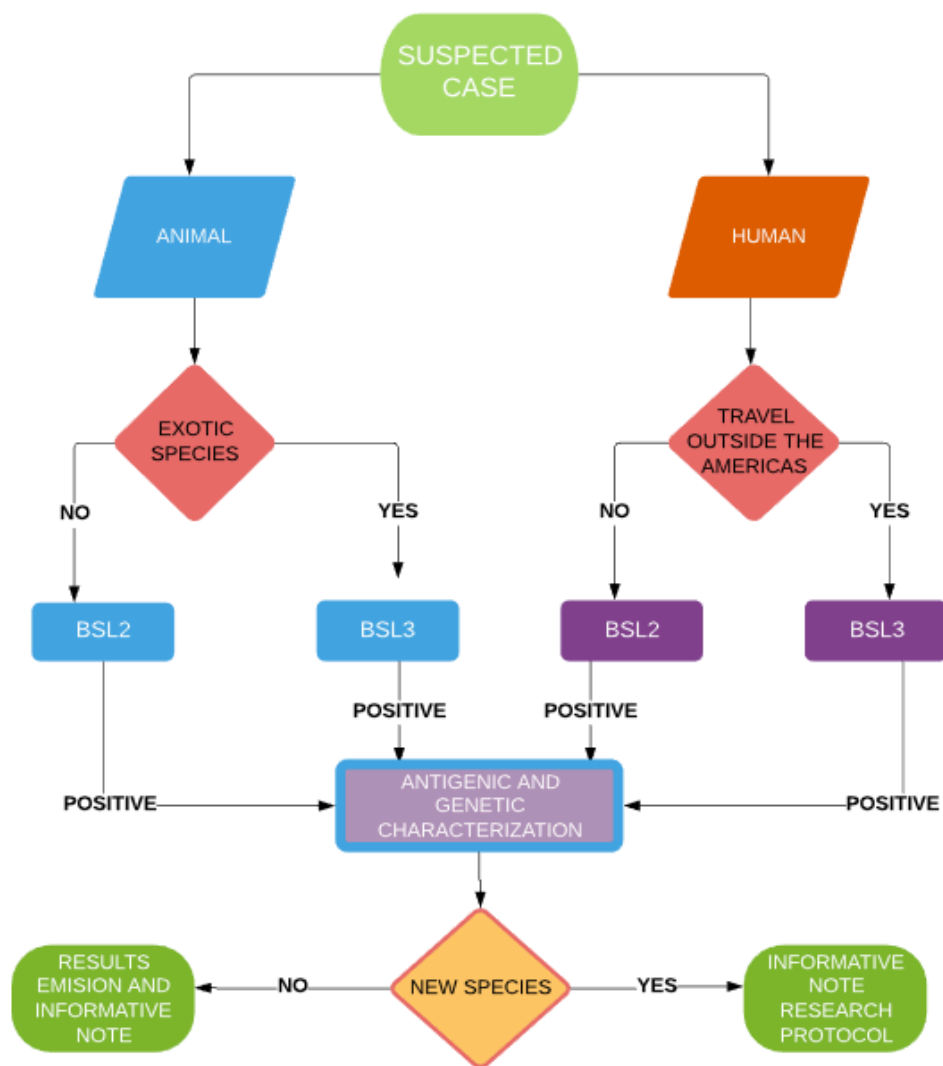 SUSPECTED
CASE
ANIMAL
HUMAN
EXOTIC
SPECIES
TRAVEL
OUTSIDE THE
AMERICAS
NO
YES
NO
YES
BSL2
BSL3
BSL2
BSL3
POSITIVE
POSITIVE
ANTIGENIC AND
GENETIC
CHARACTERIZATION
POSITIVE
POSITIVE
NEW SPECIES
NO
YES
RESULTS
EMISION AND
INFORMATIVE
NOTE
INFORMATIVE
NOTE
RESEARCH
PROTOCOL